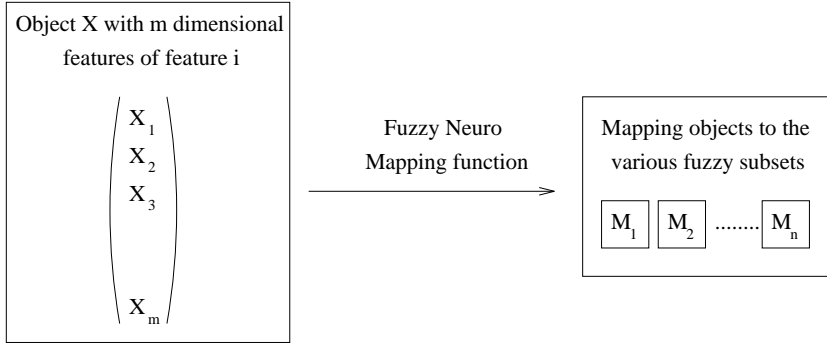 Object X with m dimensional
features of feature i
X1
X2
X3
Xm
Fuzzy Neuro
Mapping function
Mapping objects to the
various fuzzy subsets
M1 M2 ........ Mn